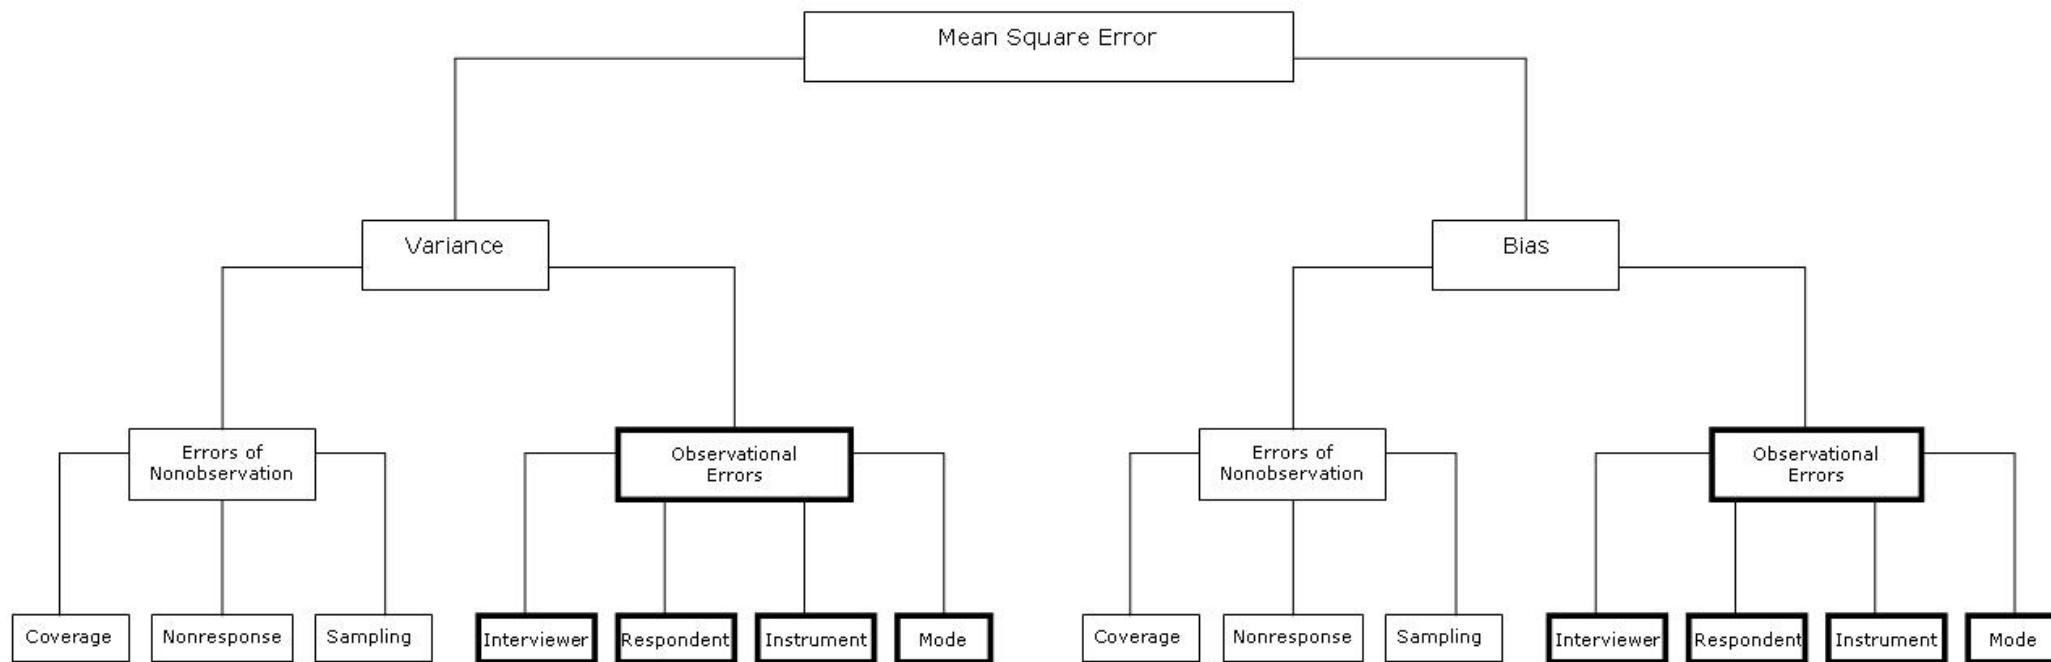 Mean Square Error
Variance
Bias
Errors of
Nonobservation
Observational
Errors
Errors of
Nonobservation
Observational
Errors
Coverage
Nonresponse
Sampling
Interviewer
Respondent
Instrument
Mode
Coverage
Nonresponse
Sampling
Interviewer
Respondent
Instrument
Mode